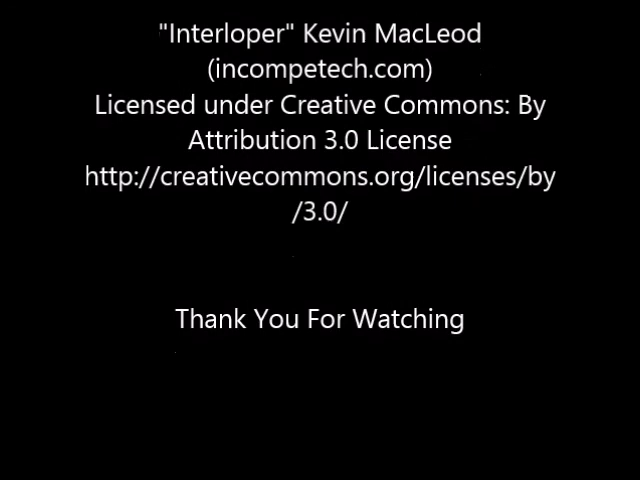 "Interloper" Kevin MacLeod
(incompetech.com)
Licensed under Creative Commons: By
Attribution 3.0 License
http://creativecommons.org/licenses/by
/3.0/
Thank You For Watching